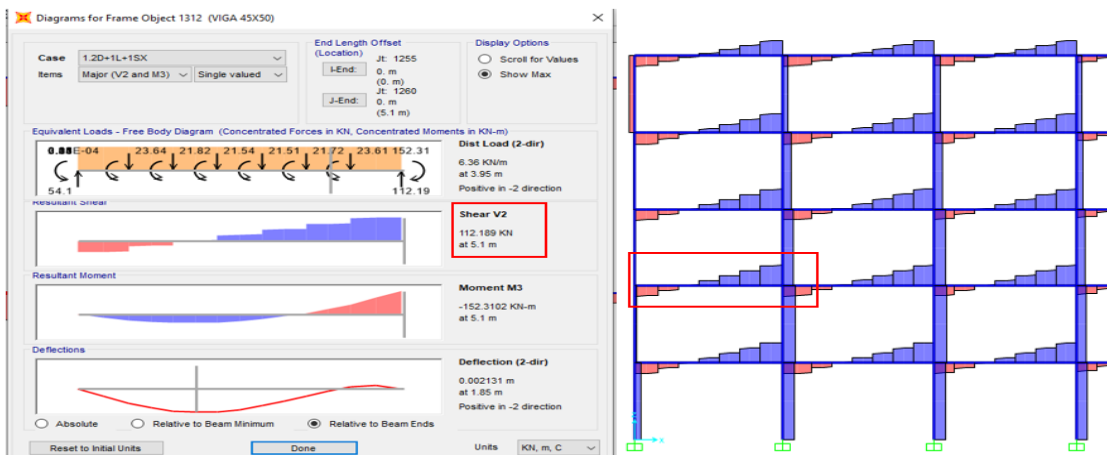 Diagrams for Frame Object 1312 (VIGA 45X50)
Case 1.2D+1L+1SX
Items Major (V2 and M3) Single valued
End Length Offset
(Location)
I-End:
Jt: 1255
0. m
(0. m)
J-End:
Jt: 1260
0. m
(5.1 m)
Display Options
Scroll for Values
Show Max
Equivalent Loads - Free Body Diagram (Concentrated Forces in KN, Concentrated Moments in KN-m)
23.64 21.82 21.54 21.51 21.72 23.61 152.31
54.1 112.19
Dist Load (2-dir)
6.36 KN/m
at 3.95 m
Positive in -2 direction
Resultant Shear
Shear V2
112.189 KN
at 5.1 m
Resultant Moment
Moment M3
-152.3102 KN-m
at 5.1 m
Deflections
Deflection (2-dir)
0.002131 m
at 1.85 m
Positive in -2 direction
Absolute Relative to Beam Minimum Relative to Beam Ends
Reset to Initial Units Done Units KN, m, C